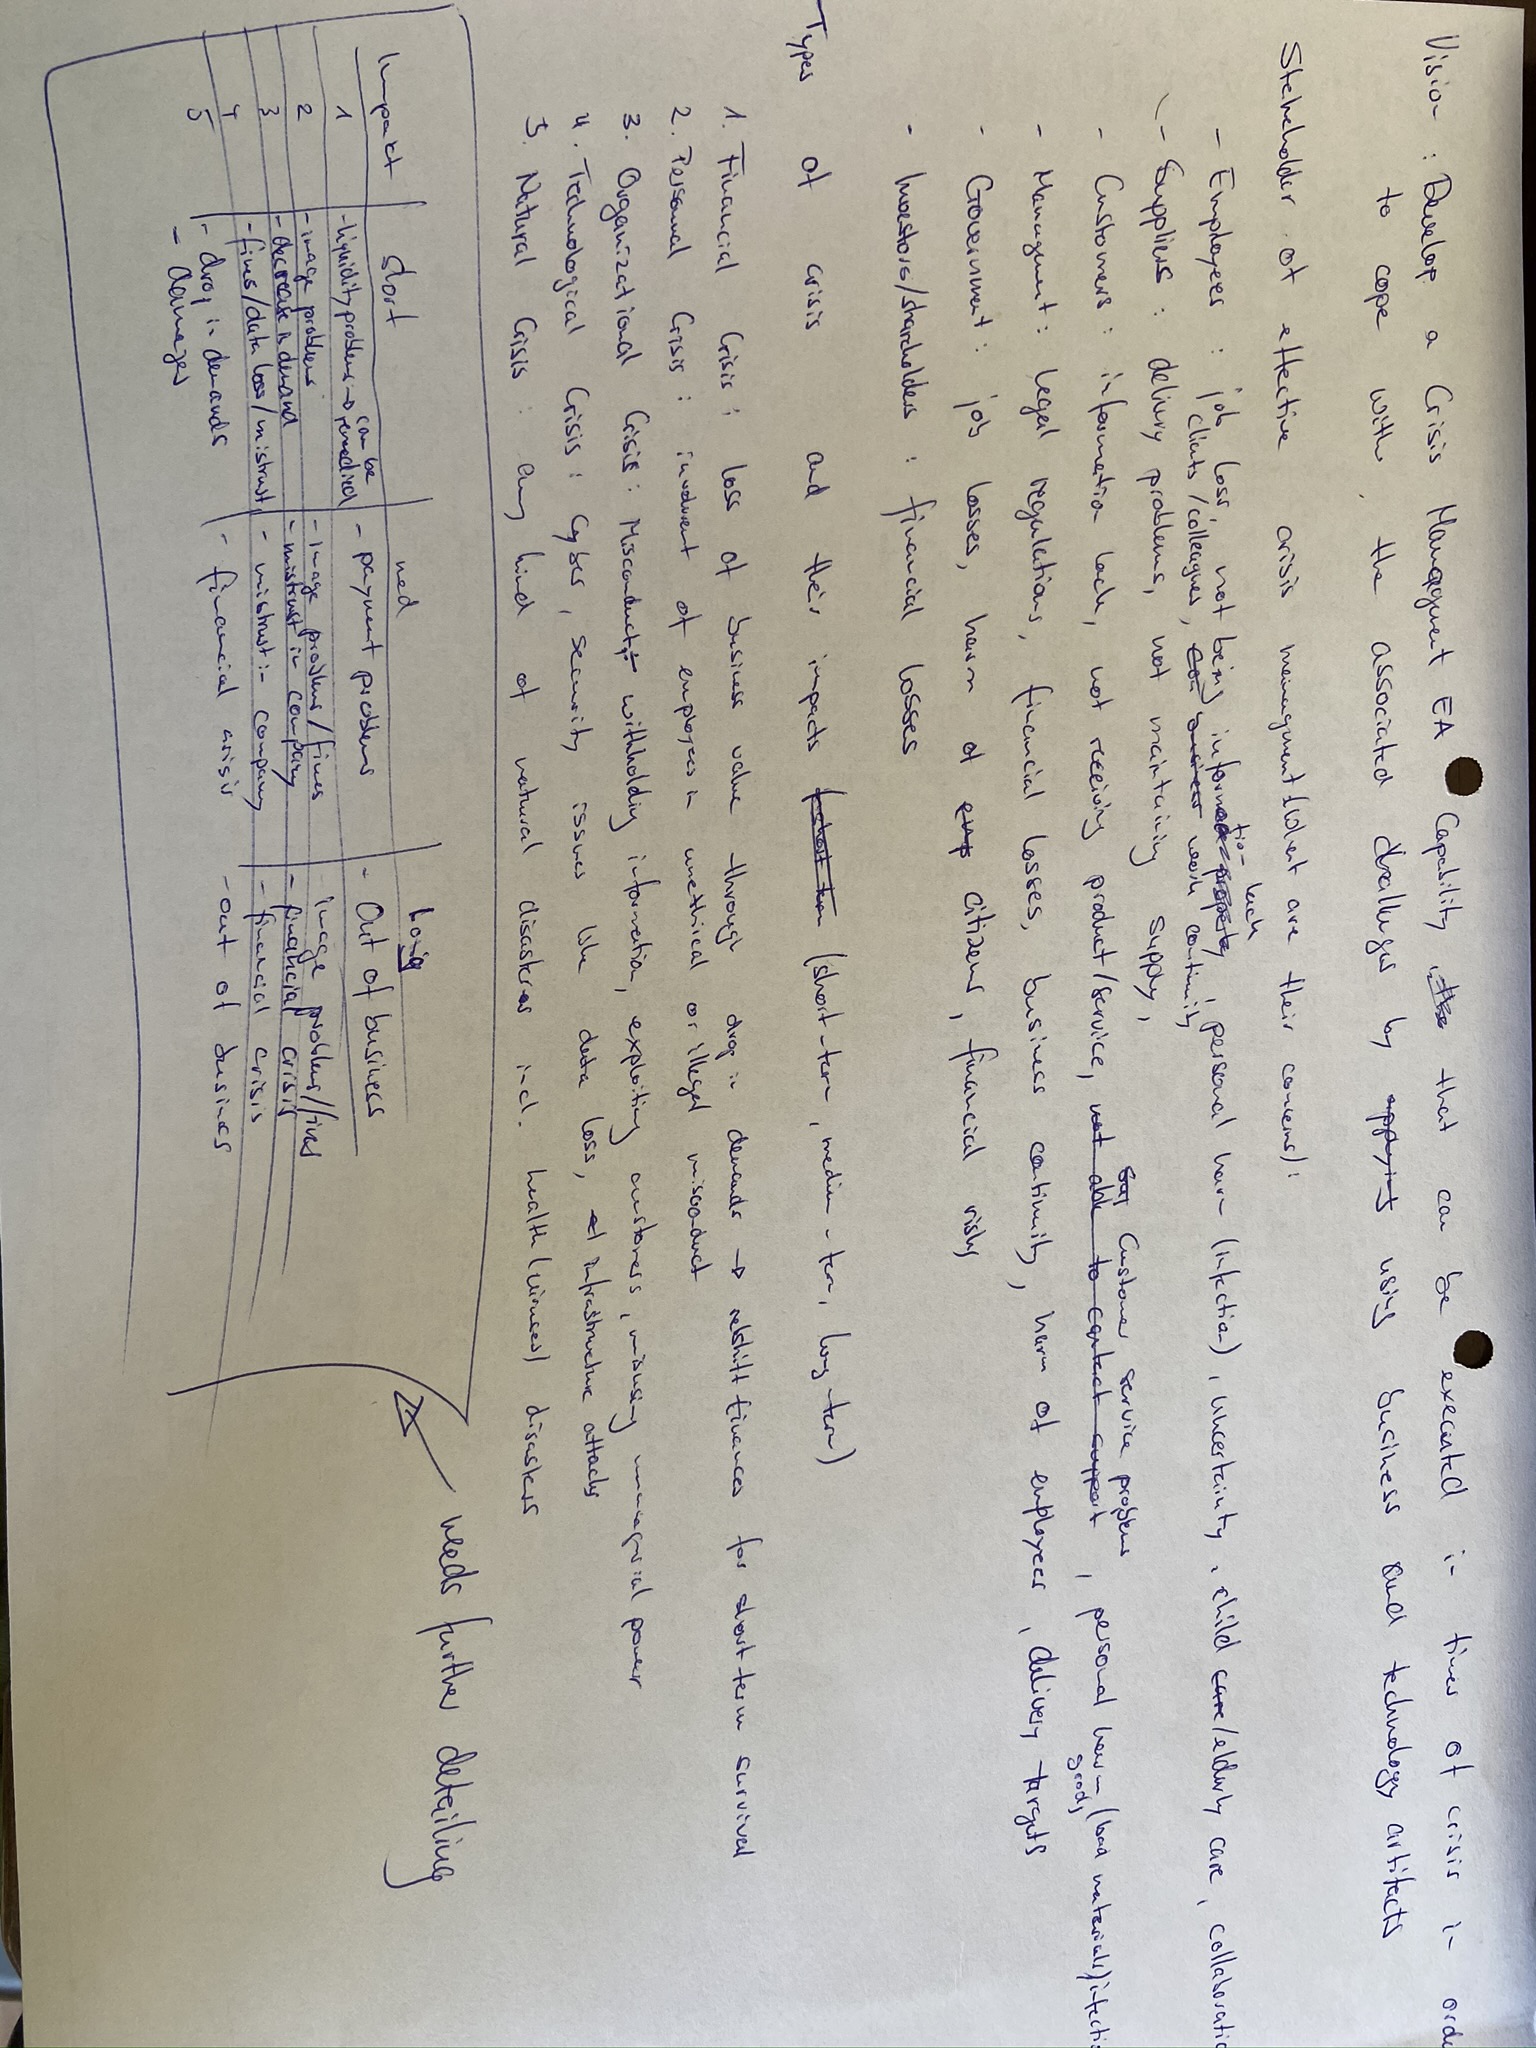 Vision : Develop a Crisis Management EA Capability that can be executed in times of crisis in orde
to cope with the associated challenges by using business and technology artifacts
Stakeholder of effective crisis management (what are their concerns):
- Employees : job loss, not being information lack, personal harm (infection), uncertainty, child care/elderly care, collaboratio
clients/colleagues, work continuity
- Suppliers : delivery problems, not maintaining supply,
- Customers : information lack, not receiving product/service, customer service problems, personal harm (bad materials/infecti
goods
- Management : legal regulations, financial losses, business continuity, harm of employees, delivery targets
- Government : job losses, harm of citizens, financial risks
- Investors/shareholders : financial losses
Types of crisis and their impacts (short-term, medium-term, long-term)
1. Financial Crisis : loss of business value through drop in demands → redshift finances for short term survival
2. Personal Crisis : involvement of employees in unethical or illegal misconduct
3. Organizational Crisis : Misconduct: withholding information, exploiting customers, misusing managerial power
4. Technological Crisis : Cyber, security issues like data loss, infrastructure attacks
5. Natural Crisis : any kind of natural disasters incl. health (viruses) disasters
Impakt short med long
1 - liquidity problems → can be remedied - payment problems - Out of business
2 - image problems - image problems/fines image problems/fines
- decrease in demand - mistrust in company - financial crisis
3 - fines/data loss/mistrust - mistrust in company - financial crisis
4 - drop in demands - financial crisis - out of busines
5 - damages
needs further detailing